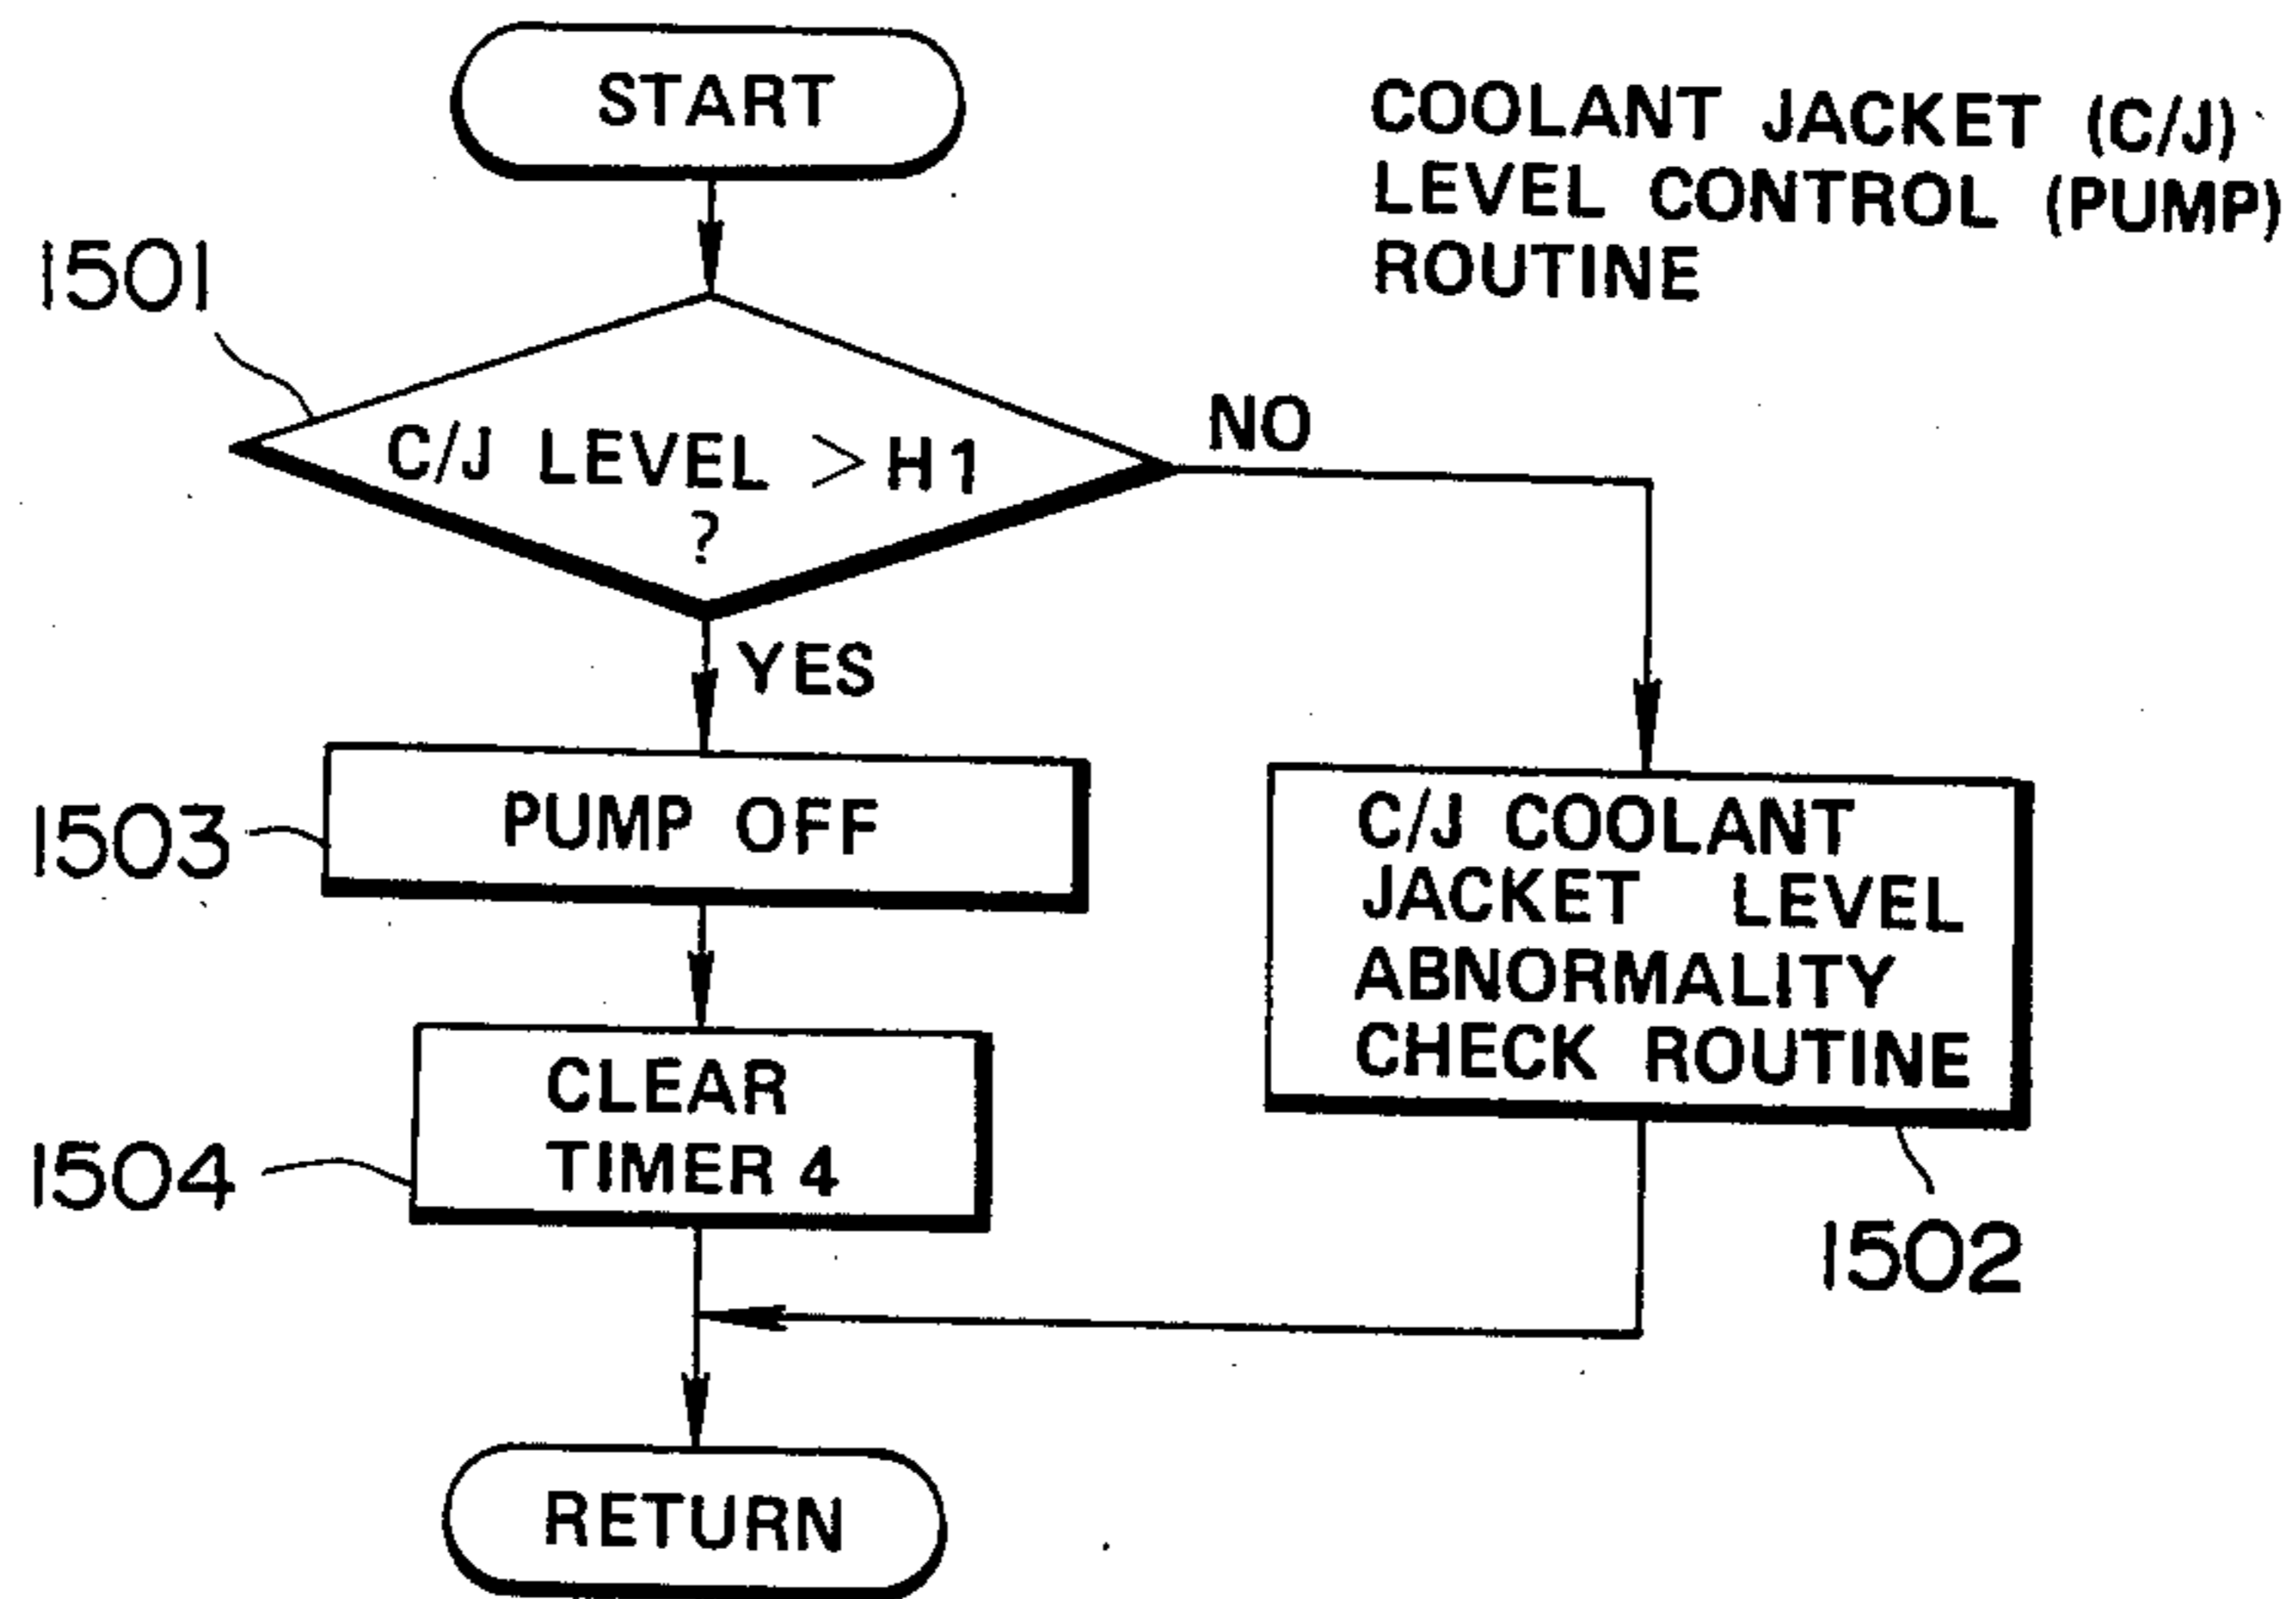 START
COOLANT JACKET (C/J)
LEVEL CONTROL (PUMP)
ROUTINE
1501
C/J LEVEL > H1
?
NO
YES
1503
PUMP OFF
C/J COOLANT
JACKET LEVEL
ABNORMALITY
CHECK ROUTINE
1504
CLEAR
TIMER 4
1502
RETURN